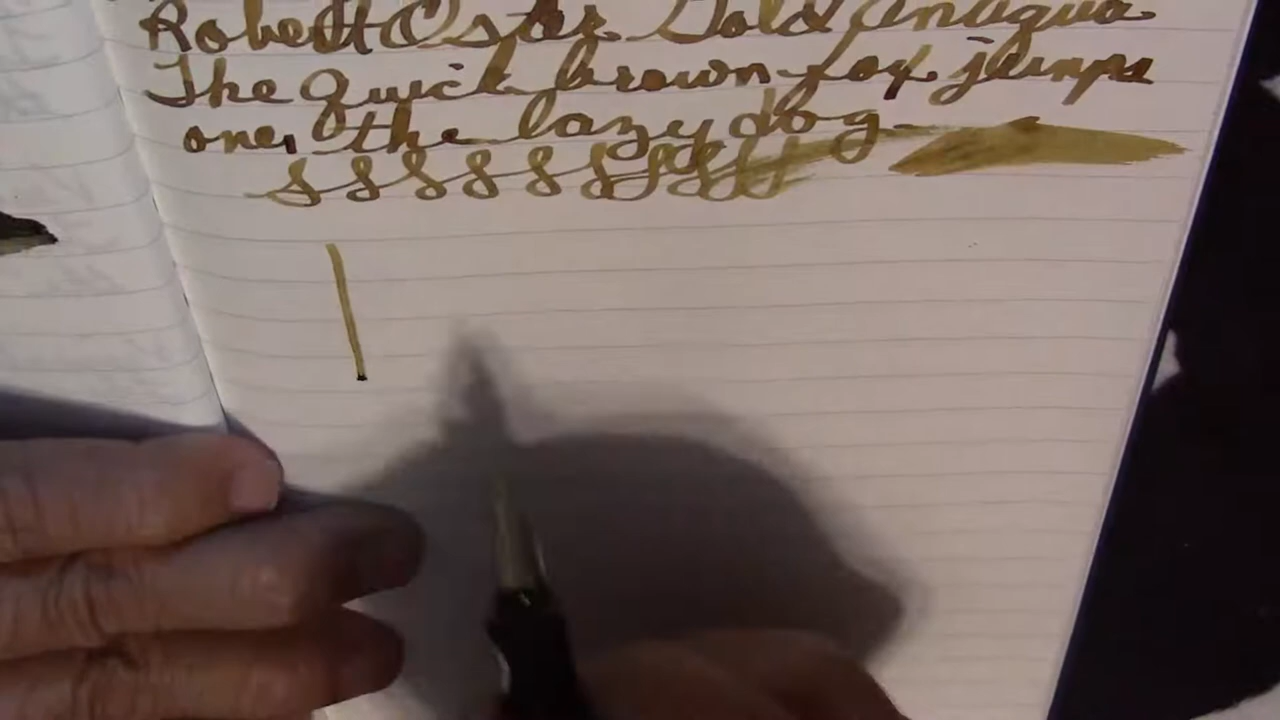 Robert Oster Gold Antiqua
The quick brown fox jumps
over the lazy dog